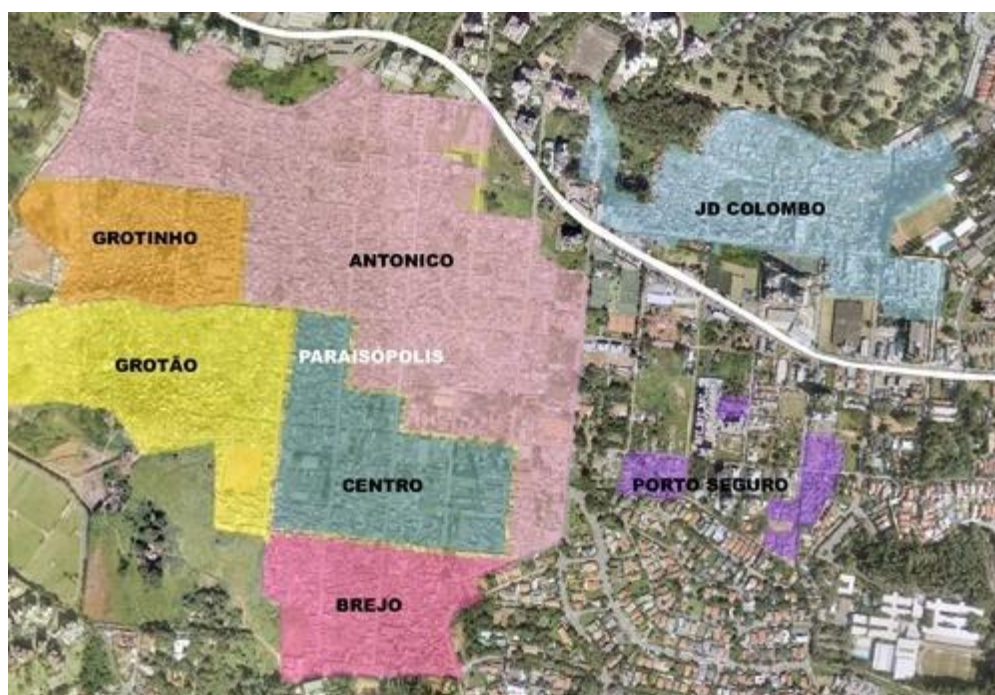 JD COLOMBO
GROTINHO
ANTONICO
PARAISÓPOLIS
GROTÃO
CENTRO
PORTO SEGURO
BREJO